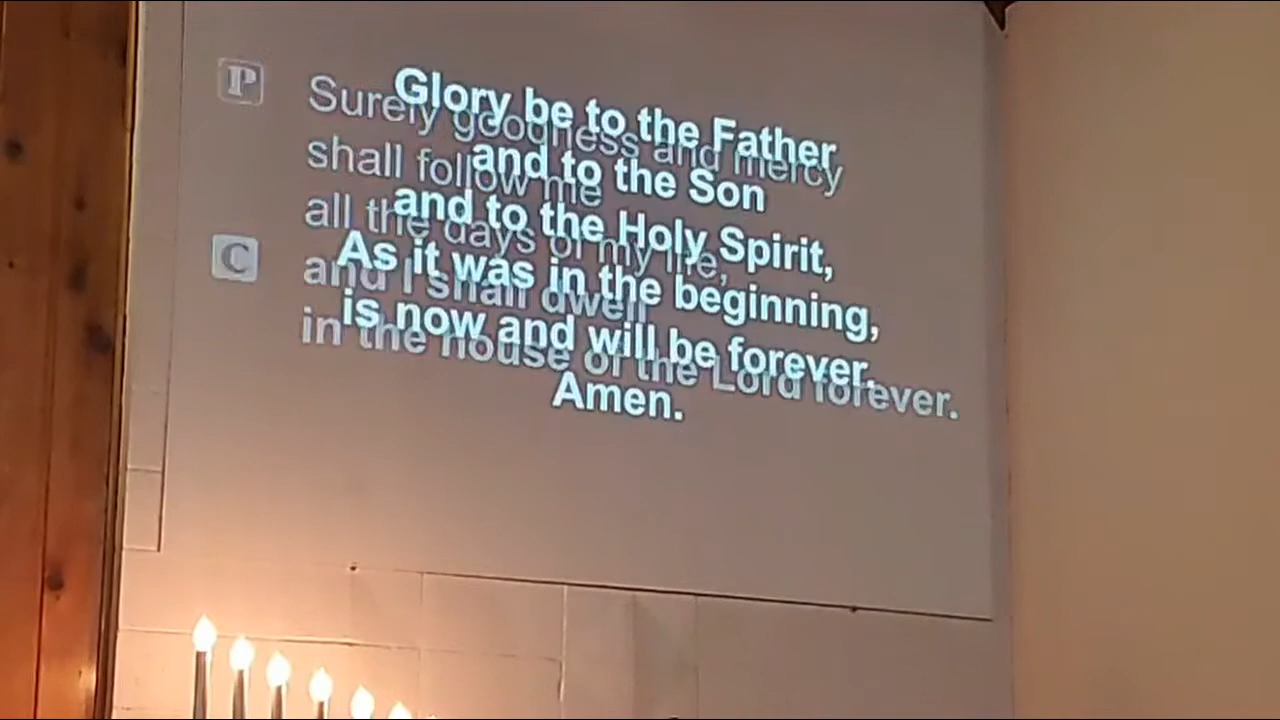 P Surely goodness and mercy
shall follow me
all the days of my life,
C and I shall dwell
in the house of the Lord forever.
Glory be to the Father
and to the Son
and to the Holy Spirit,
As it was in the beginning,
is now and will be forever.
Amen.